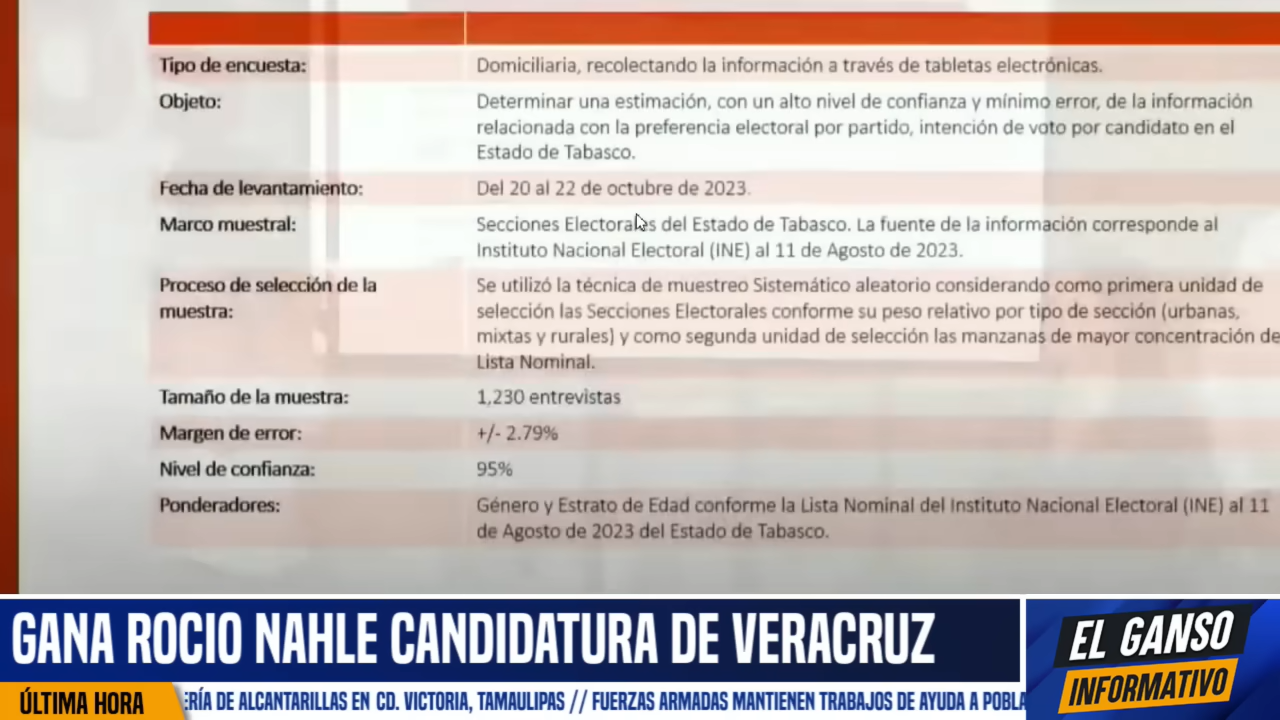 Tipo de encuesta:
Domiciliaria, recolectando la información a través de tabletas electrónicas.
Objeto:
Determinar una estimación, con un alto nivel de confianza y mínimo error, de la información
relacionada con la preferencia electoral por partido, intención de voto por candidato en el
Estado de Tabasco.
Fecha de levantamiento:
Del 20 al 22 de octubre de 2023.
Marco muestral:
Secciones Electorales del Estado de Tabasco. La fuente de la información corresponde al
Instituto Nacional Electoral (INE) al 11 de Agosto de 2023.
Proceso de selección de la
muestra:
Se utilizó la técnica de muestreo Sistemático aleatorio considerando como primera unidad de
selección las Secciones Electorales conforme su peso relativo por tipo de sección (urbanas,
mixtas y rurales) y como segunda unidad de selección las manzanas de mayor concentración de
Lista Nominal.
Tamaño de la muestra:
1,230 entrevistas
Margen de error:
+/- 2.79%
Nivel de confianza:
95%
Ponderadores:
Género y Estrato de Edad conforme la Lista Nominal del Instituto Nacional Electoral (INE) al 11
de Agosto de 2023 del Estado de Tabasco.
GANA ROCIO NAHLE CANDIDATURA DE VERACRUZ
EL GANSO
INFORMATIVO
ÚLTIMA HORA
ERÍA DE ALCANTARILLAS EN CD. VICTORIA, TAMAULIPAS // FUERZAS ARMADAS MANTIENEN TRABAJOS DE AYUDA A POBLA